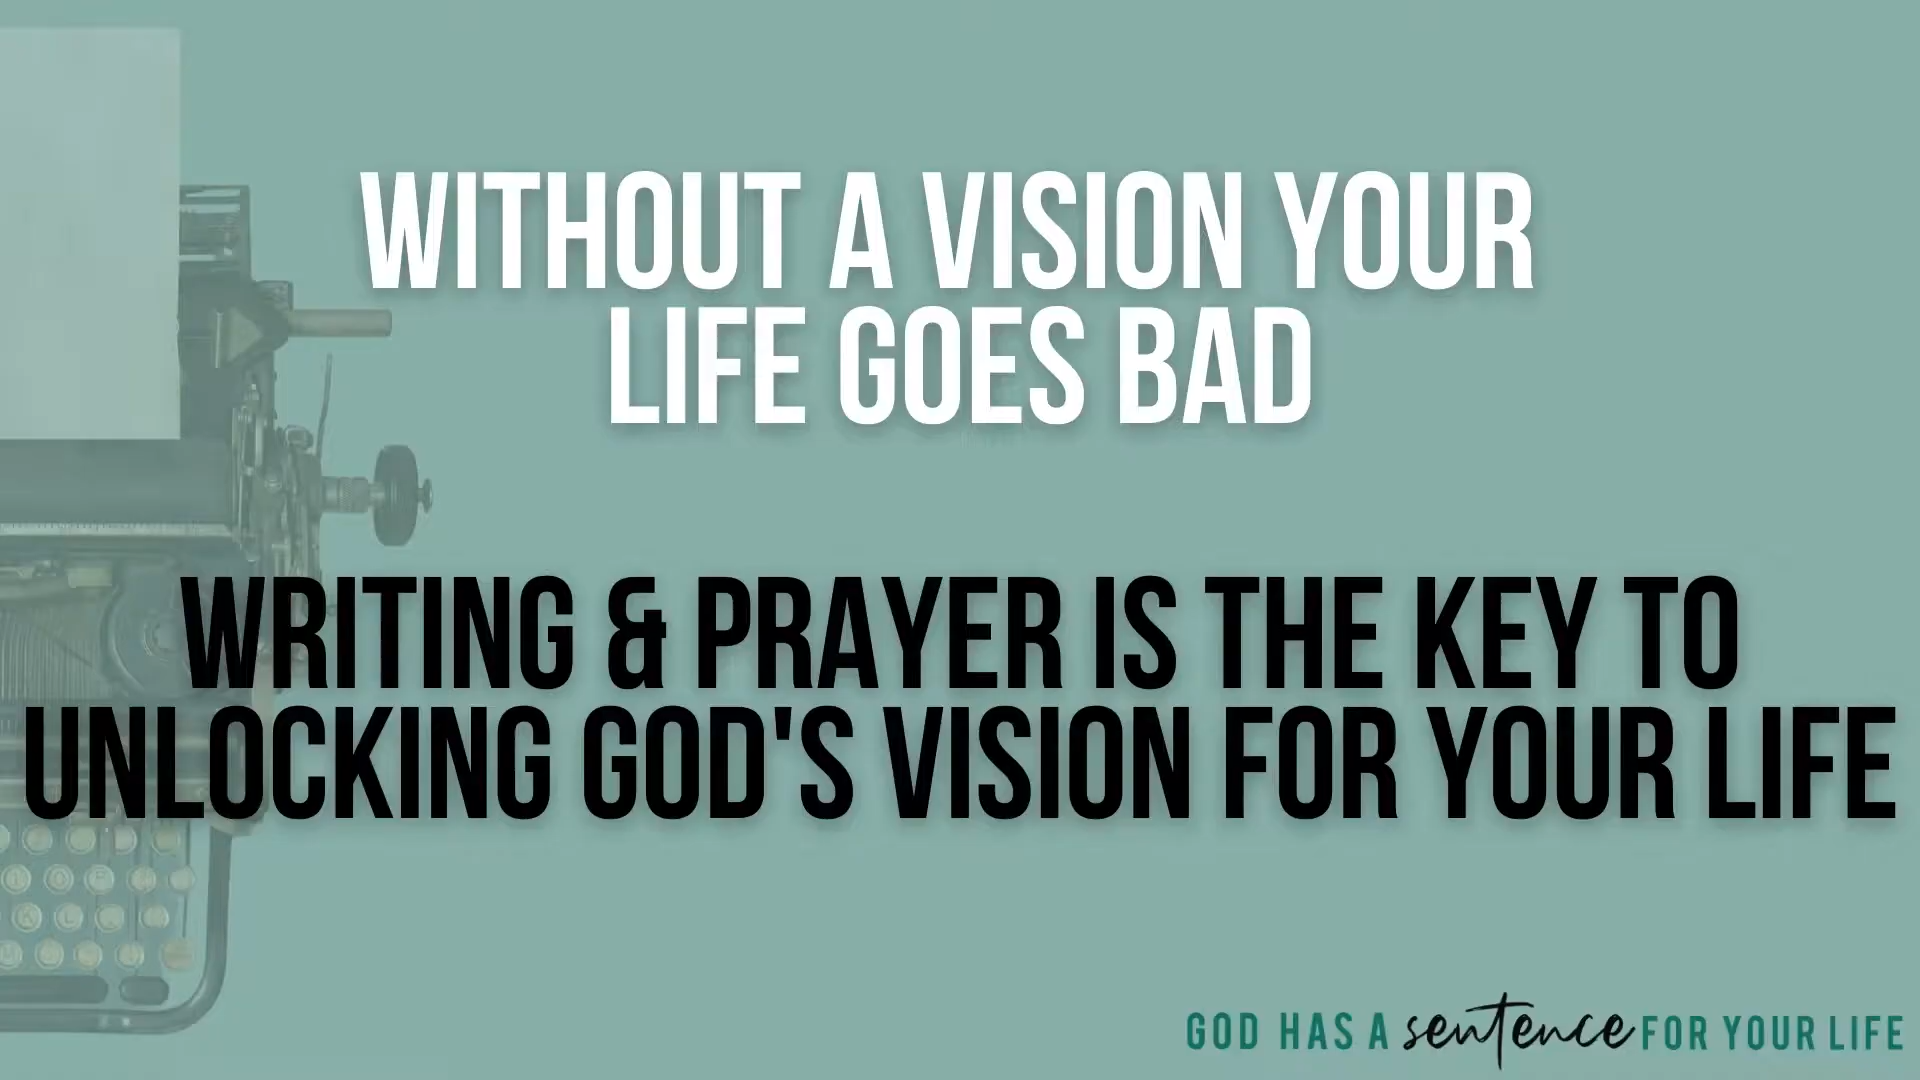 WITHOUT A VISION YOUR
LIFE GOES BAD
WRITING & PRAYER IS THE KEY TO
UNLOCKING GOD'S VISION FOR YOUR LIFE
GOD HAS A sentence FOR YOUR LIFE